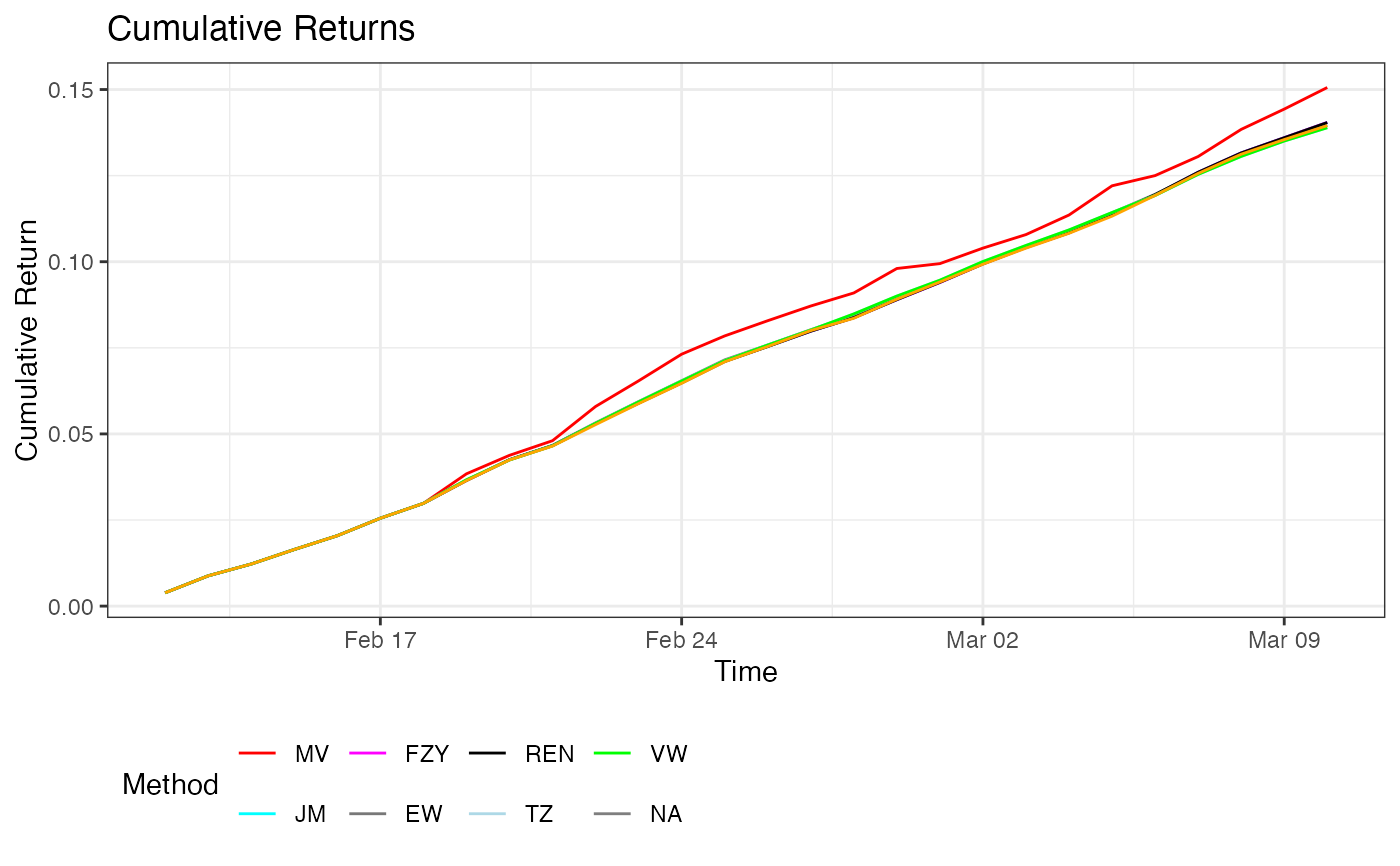 Cumulative Returns
Cumulative Return
0.15
0.10
0.05
0.00
Feb 17 Feb 24 Mar 02 Mar 09
Time
Method
MV FZY REN VW
JM EW TZ NA